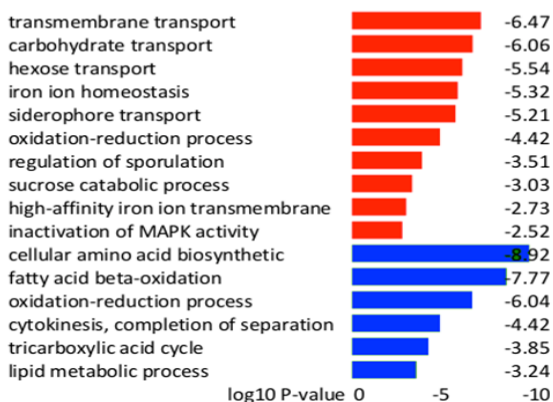 transmembrane transport -6.47
carbohydrate transport -6.06
hexose transport -5.54
iron ion homeostasis -5.32
siderophore transport -5.21
oxidation-reduction process -4.42
regulation of sporulation -3.51
sucrose catabolic process -3.03
high-affinity iron ion transmembrane -2.73
inactivation of MAPK activity -2.52
cellular amino acid biosynthetic -8.92
fatty acid beta-oxidation -7.77
oxidation-reduction process -6.04
cytokinesis, completion of separation -4.42
tricarboxylic acid cycle -3.85
lipid metabolic process -3.24
log10 P-value 0 -5 -10